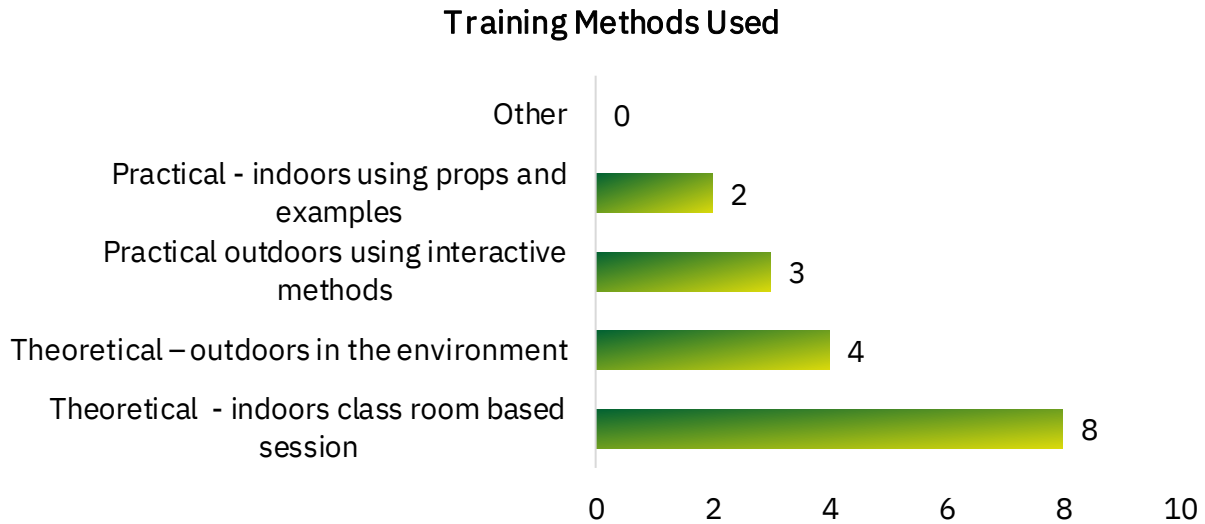 Training Methods Used
Other
0
Practical - indoors using props and
examples
2
Practical outdoors using interactive
methods
3
Theoretical – outdoors in the environment
4
Theoretical - indoors class room based
session
8
0 2 4 6 8 10